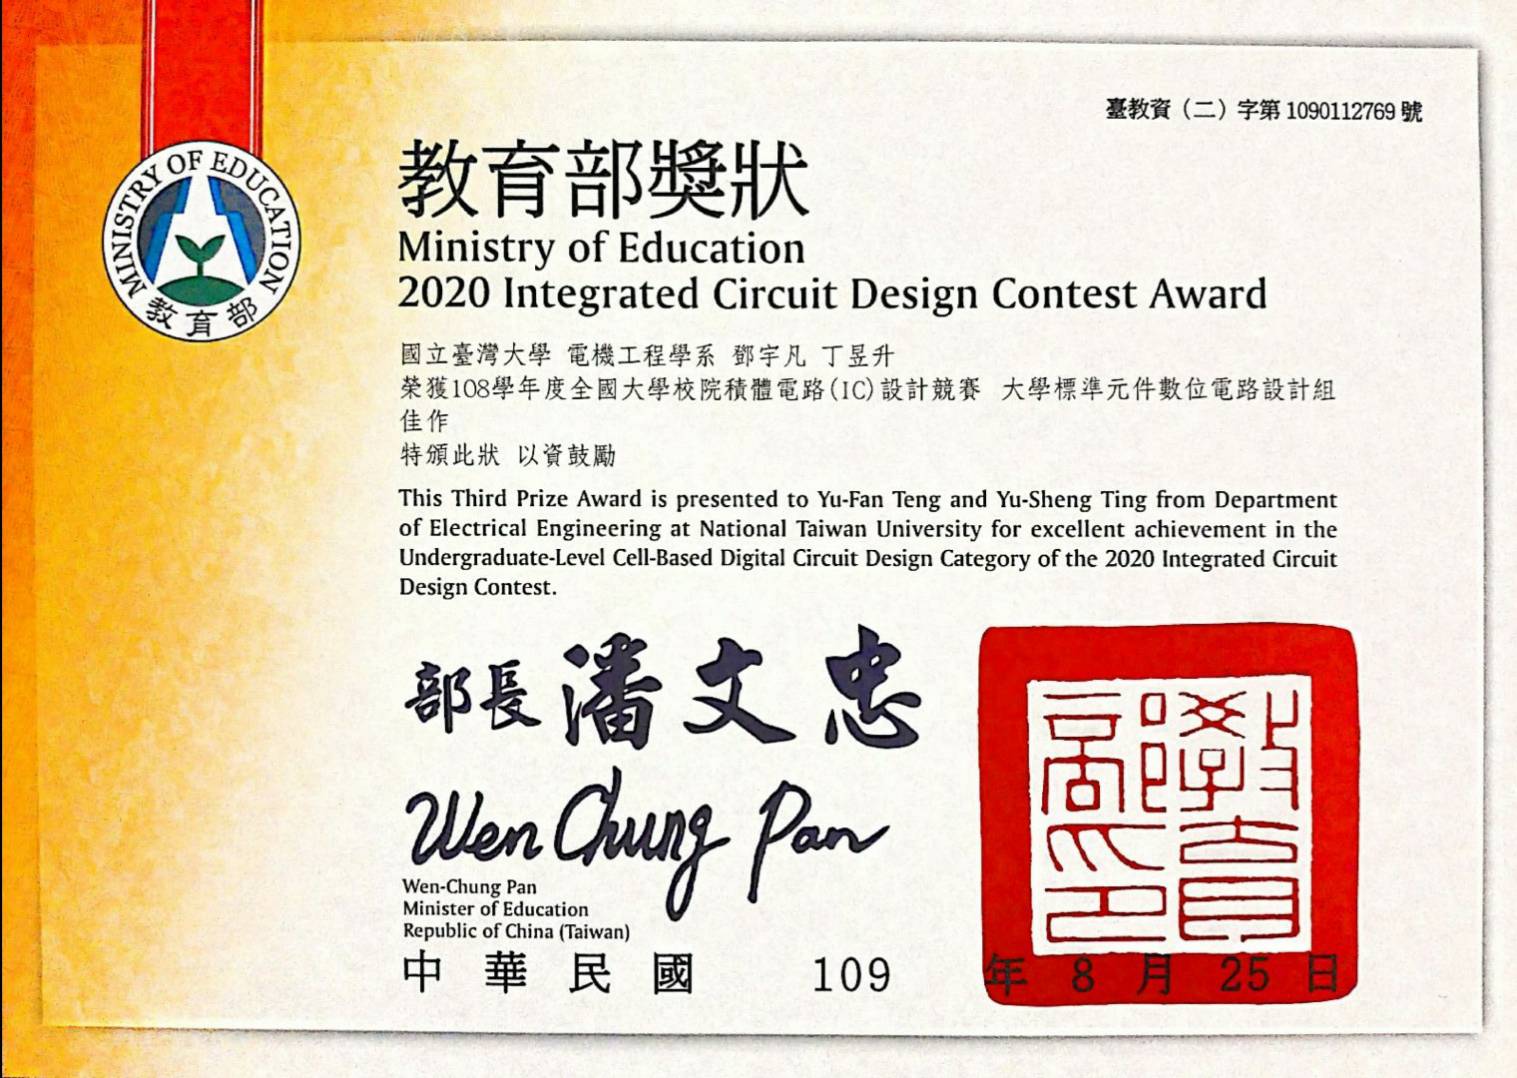 臺教資（二）字第 1090112769 號
MINISTRY OF EDUCATION
教育部
教育部獎狀
Ministry of Education
2020 Integrated Circuit Design Contest Award
國立臺灣大學 電機工程學系 鄧宇凡 丁昱升
榮獲108學年度全國大學校院積體電路(IC)設計競賽 大學標準元件數位電路設計組
佳作
特頒此狀 以資鼓勵
This Third Prize Award is presented to Yu-Fan Teng and Yu-Sheng Ting from Department
of Electrical Engineering at National Taiwan University for excellent achievement in the
Undergraduate-Level Cell-Based Digital Circuit Design Category of the 2020 Integrated Circuit
Design Contest.
部長 潘文忠
Wen Chung Pan
教育部印
Wen-Chung Pan
Minister of Education
Republic of China (Taiwan)
中華民國 109 年 8 月 25 日